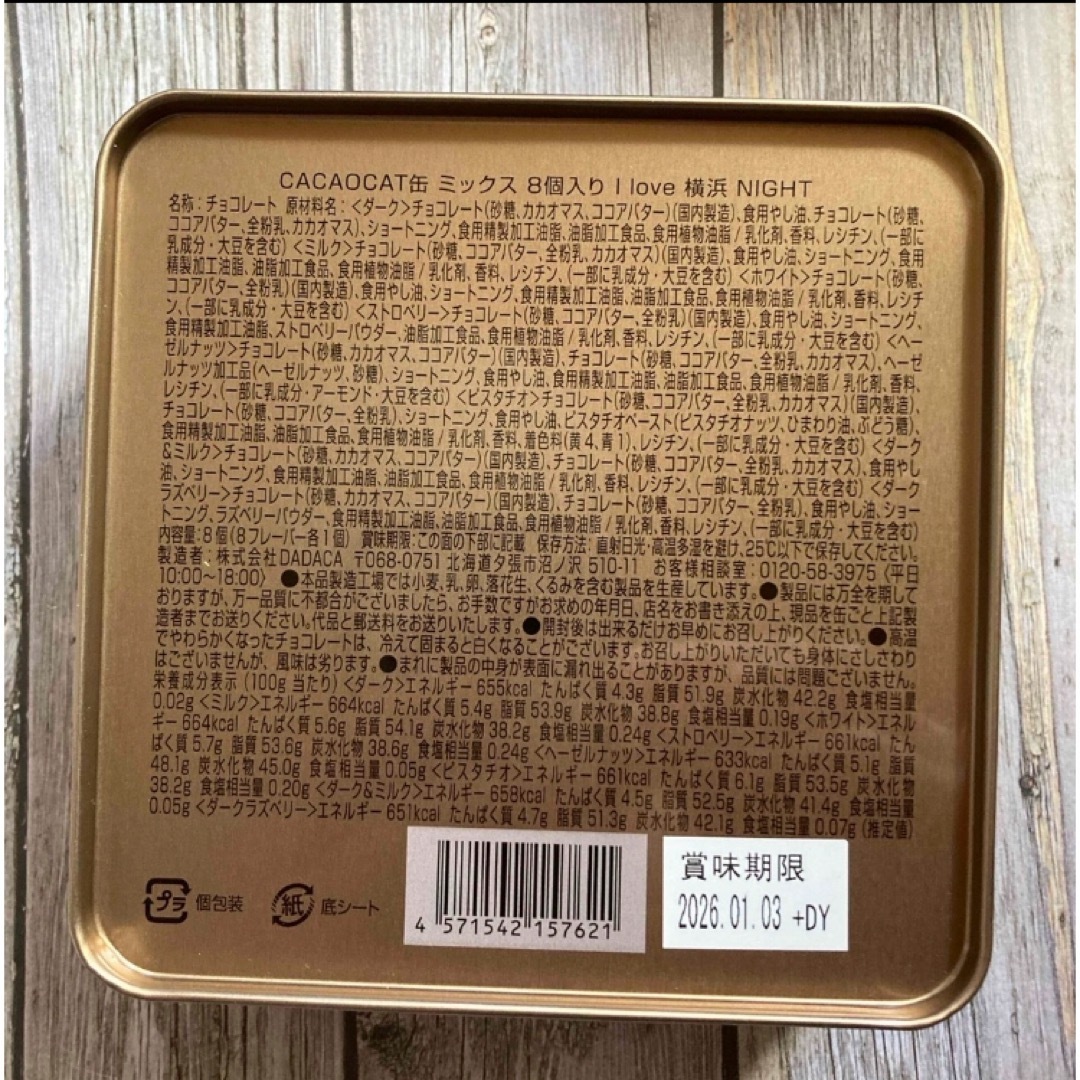 CACAOCAT缶 ミックス 8個入り I love 横浜 NIGHT
名称：チョコレート 原材料名：＜ダーク＞チョコレート(砂糖、カカオマス、ココアバター)(国内製造)、食用やし油、チョコレート(砂糖、
ココアバター、全粉乳、カカオマス)、ショートニング、食用精製加工油脂、油脂加工食品、食用植物油脂 / 乳化剤、香料、レシチン、(一部に
乳成分・大豆を含む) ＜ミルク＞チョコレート(砂糖、ココアバター、全粉乳、カカオマス)(国内製造)、食用やし油、ショートニング、食用
精製加工油脂、油脂加工食品、食用植物油脂 / 乳化剤、香料、レシチン、(一部に乳成分・大豆を含む) ＜ホワイト＞チョコレート(砂糖、
ココアバター、全粉乳)(国内製造)、食用やし油、ショートニング、食用精製加工油脂、油脂加工食品、食用植物油脂 / 乳化剤、香料、レシチ
ン、(一部に乳成分・大豆を含む) ＜ストロベリー＞チョコレート(砂糖、ココアバター、全粉乳)(国内製造)、食用やし油、ショートニング、
食用精製加工油脂、ストロベリーパウダー、油脂加工食品、食用植物油脂 / 乳化剤、香料、レシチン、(一部に乳成分・大豆を含む) ＜ヘー
ゼルナッツ＞チョコレート(砂糖、カカオマス、ココアバター)(国内製造)、チョコレート(砂糖、ココアバター、全粉乳、カカオマス)、ヘーゼ
ルナッツ加工品(ヘーゼルナッツ、砂糖)、ショートニング、食用やし油、食用精製加工油脂、油脂加工食品、食用植物油脂 / 乳化剤、香料、
レシチン、(一部に乳成分・アーモンド・大豆を含む) ＜ピスタチオ＞チョコレート(砂糖、ココアバター、全粉乳、カカオマス)(国内製造)、
チョコレート(砂糖、ココアバター、全粉乳)、ショートニング、食用やし油、ピスタチオペースト(ピスタチオナッツ、ひまわり油、ぶどう糖)、
食用精製加工油脂、油脂加工食品、食用植物油脂 / 乳化剤、香料、着色料(黄4、青1)、レシチン、(一部に乳成分・大豆を含む) ＜ダーク
&ミルク＞チョコレート(砂糖、カカオマス、ココアバター)(国内製造)、チョコレート(砂糖、ココアバター、全粉乳、カカオマス)、食用やし
油、ショートニング、食用精製加工油脂、油脂加工食品、食用植物油脂 / 乳化剤、香料、レシチン、(一部に乳成分・大豆を含む) ＜ダーク
ラズベリー＞チョコレート(砂糖、カカオマス、ココアバター)(国内製造)、チョコレート(砂糖、ココアバター、全粉乳)、食用やし油、ショー
トニング、ラズベリーパウダー、食用精製加工油脂、油脂加工食品、食用植物油脂 / 乳化剤、香料、レシチン、(一部に乳成分・大豆を含む)
内容量：8個(8フレーバー各1個) 賞味期限：この面の下部に記載 保存方法：直射日光・高温多湿を避け、25℃以下で保存してください。
製造者：株式会社DADACA 〒068-0751 北海道夕張市沼ノ沢 510-11 お客様相談室：0120-58-3975〈平日
10:00〜18:00〉 ●本品製造工場では小麦、乳、卵、落花生、くるみを含む製品を生産しています。●製品には万全を期して
おりますが、万一品質に不都合がございましたら、お手数ですがお求めの年月日、店名をお書き添えの上、現品を缶ごと上記製
造者までお送りください。代品と郵送料をお送りいたします。●開封後は出来るだけお早めにお召し上がりください。●高温
でやわらかくなったチョコレートは、冷えて固まると白くなることがございます。お召し上がりいただいても身体にさしさわり
はございませんが、風味は劣ります。●まれに製品の中身が表面に漏れ出ることがありますが、品質には問題ございません。
栄養成分表示 (100g 当たり) ＜ダーク＞エネルギー 655kcal たんぱく質 4.3g 脂質 51.9g 炭水化物 42.2g 食塩相当量
0.02g ＜ミルク＞エネルギー 664kcal たんぱく質 5.4g 脂質 53.9g 炭水化物 38.8g 食塩相当量 0.19g ＜ホワイト＞エネル
ギー 664kcal たんぱく質 5.6g 脂質 54.1g 炭水化物 38.2g 食塩相当量 0.24g ＜ストロベリー＞エネルギー 661kcal たん
ぱく質 5.7g 脂質 53.6g 炭水化物 38.6g 食塩相当量 0.24g ＜ヘーゼルナッツ＞エネルギー 633kcal たんぱく質 5.1g 脂質
48.1g 炭水化物 45.0g 食塩相当量 0.05g ＜ピスタチオ＞エネルギー 661kcal たんぱく質 6.1g 脂質 53.5g 炭水化物
38.2g 食塩相当量 0.20g ＜ダーク&ミルク＞エネルギー 658kcal たんぱく質 4.5g 脂質 52.5g 炭水化物 41.4g 食塩相当量
0.05g ＜ダークラズベリー＞エネルギー 651kcal たんぱく質 4.7g 脂質 51.3g 炭水化物 42.1g 食塩相当量 0.07g (推定値)
プラ 個包装
紙 底シート
4 571542 157621
賞味期限
2026.01.03 +DY